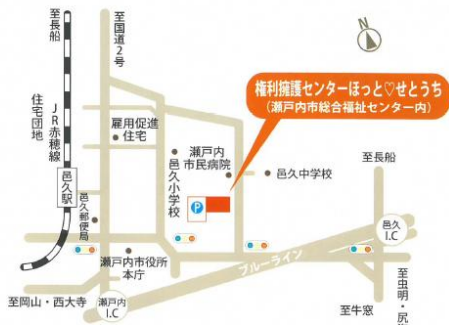 至長船
至国道2号
N
権利擁護センターほっと♡せとうち
(瀬戸内市総合福祉センター内)
住宅団地
JR赤穂線
雇用促進
住宅
瀬戸内
市民病院
邑久小学校
邑久中学校
至長船
邑久駅
邑久郵便局
P
邑久
I.C
瀬戸内市役所
本庁
ブルーライン
至岡山・西大寺
瀬戸内
I.C
至牛窓
至虫明・尻